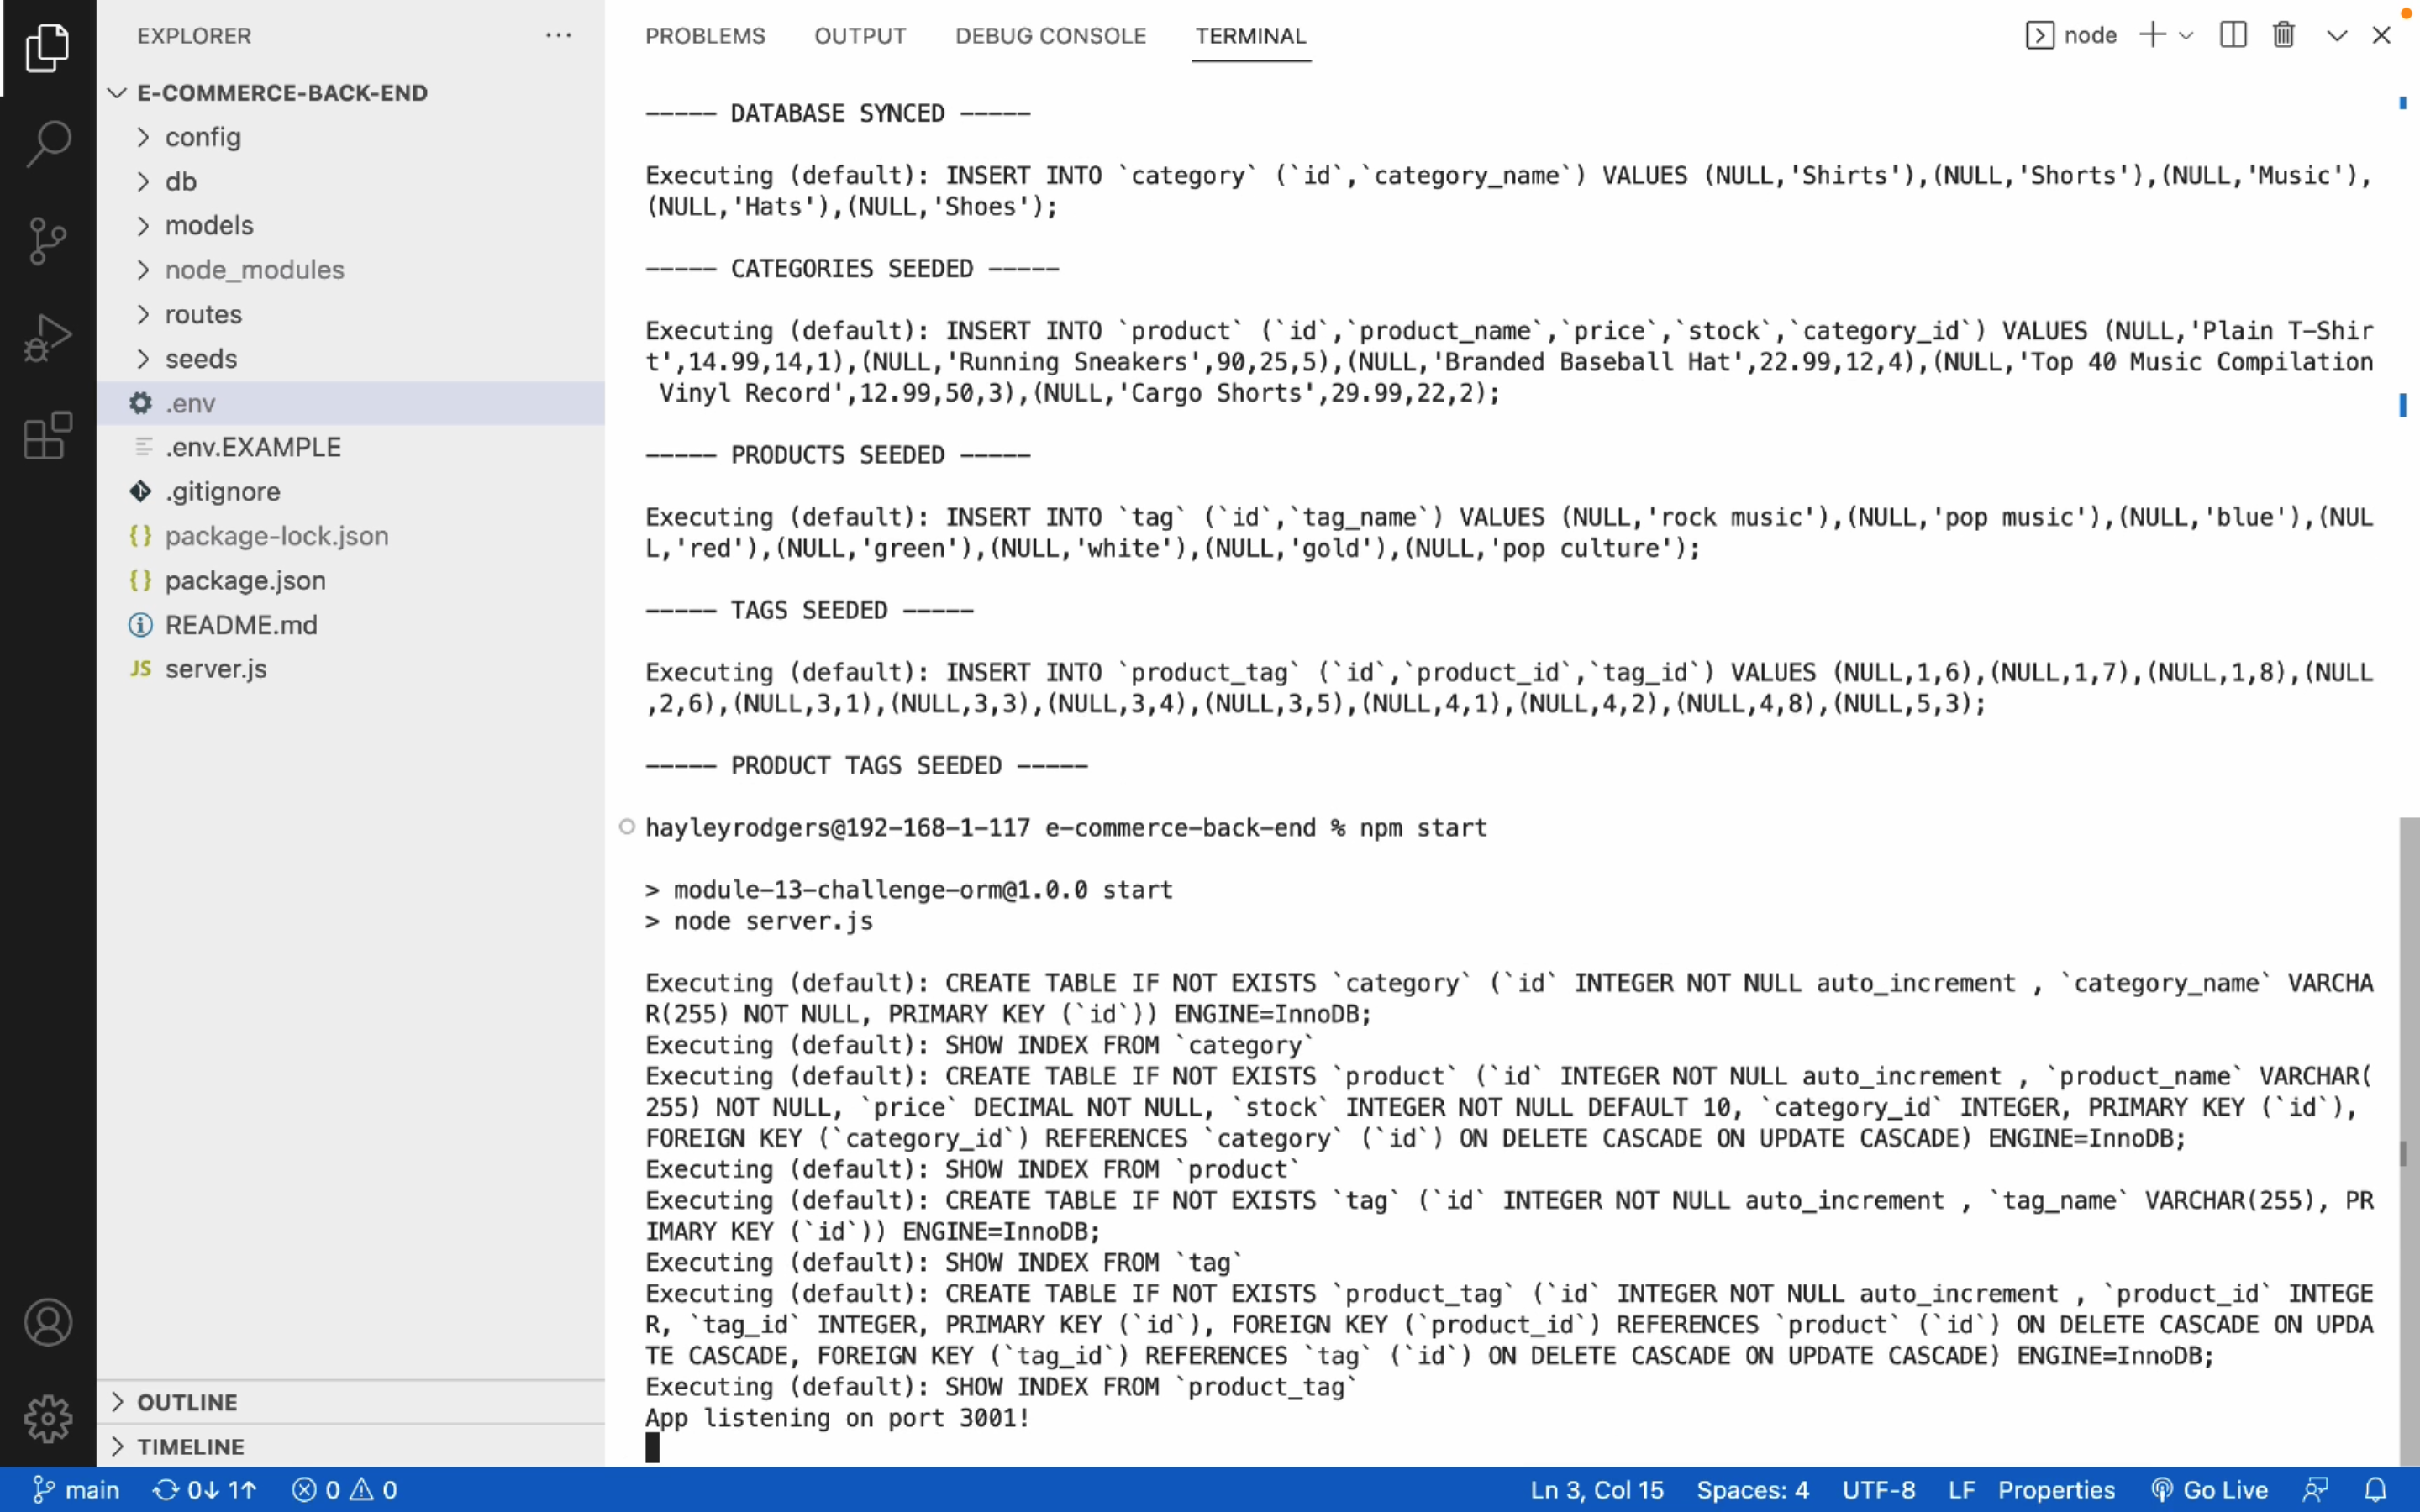 EXPLORER
E-COMMERCE-BACK-END
config
db
models
node_modules
routes
seeds
.env
.env.EXAMPLE
.gitignore
package-lock.json
package.json
README.md
JS server.js
OUTLINE
TIMELINE
PROBLEMS OUTPUT DEBUG CONSOLE TERMINAL node
----- DATABASE SYNCED -----
Executing (default): INSERT INTO `category` (`id`,`category_name`) VALUES (NULL,'Shirts'),(NULL,'Shorts'),(NULL,'Music'),
(NULL,'Hats'),(NULL,'Shoes');
----- CATEGORIES SEEDED -----
Executing (default): INSERT INTO `product` (`id`,`product_name`,`price`,`stock`,`category_id`) VALUES (NULL,'Plain T-Shir
t',14.99,14,1),(NULL,'Running Sneakers',90,25,5),(NULL,'Branded Baseball Hat',22.99,12,4),(NULL,'Top 40 Music Compilation
Vinyl Record',12.99,50,3),(NULL,'Cargo Shorts',29.99,22,2);
----- PRODUCTS SEEDED -----
Executing (default): INSERT INTO `tag` (`id`,`tag_name`) VALUES (NULL,'rock music'),(NULL,'pop music'),(NULL,'blue'),(NUL
L,'red'),(NULL,'green'),(NULL,'white'),(NULL,'gold'),(NULL,'pop culture');
----- TAGS SEEDED -----
Executing (default): INSERT INTO `product_tag` (`id`,`product_id`,`tag_id`) VALUES (NULL,1,6),(NULL,1,7),(NULL,1,8),(NULL
,2,6),(NULL,3,1),(NULL,3,3),(NULL,3,4),(NULL,3,5),(NULL,4,1),(NULL,4,2),(NULL,4,8),(NULL,5,3);
----- PRODUCT TAGS SEEDED -----
hayleyrodgers@192-168-1-117 e-commerce-back-end % npm start
> module-13-challenge-orm@1.0.0 start
> node server.js
Executing (default): CREATE TABLE IF NOT EXISTS `category` (`id` INTEGER NOT NULL auto_increment , `category_name` VARCHA
R(255) NOT NULL, PRIMARY KEY (`id`)) ENGINE=InnoDB;
Executing (default): SHOW INDEX FROM `category`
Executing (default): CREATE TABLE IF NOT EXISTS `product` (`id` INTEGER NOT NULL auto_increment , `product_name` VARCHAR(
255) NOT NULL, `price` DECIMAL NOT NULL, `stock` INTEGER NOT NULL DEFAULT 10, `category_id` INTEGER, PRIMARY KEY (`id`),
FOREIGN KEY (`category_id`) REFERENCES `category` (`id`) ON DELETE CASCADE ON UPDATE CASCADE) ENGINE=InnoDB;
Executing (default): SHOW INDEX FROM `product`
Executing (default): CREATE TABLE IF NOT EXISTS `tag` (`id` INTEGER NOT NULL auto_increment , `tag_name` VARCHAR(255), PR
IMARY KEY (`id`)) ENGINE=InnoDB;
Executing (default): SHOW INDEX FROM `tag`
Executing (default): CREATE TABLE IF NOT EXISTS `product_tag` (`id` INTEGER NOT NULL auto_increment , `product_id` INTEGE
R, `tag_id` INTEGER, PRIMARY KEY (`id`), FOREIGN KEY (`product_id`) REFERENCES `product` (`id`) ON DELETE CASCADE ON UPDA
TE CASCADE, FOREIGN KEY (`tag_id`) REFERENCES `tag` (`id`) ON DELETE CASCADE ON UPDATE CASCADE) ENGINE=InnoDB;
Executing (default): SHOW INDEX FROM `product_tag`
App listening on port 3001!
main 0↓ 1↑ 0 0 Ln 3, Col 15 Spaces: 4 UTF-8 LF Properties Go Live